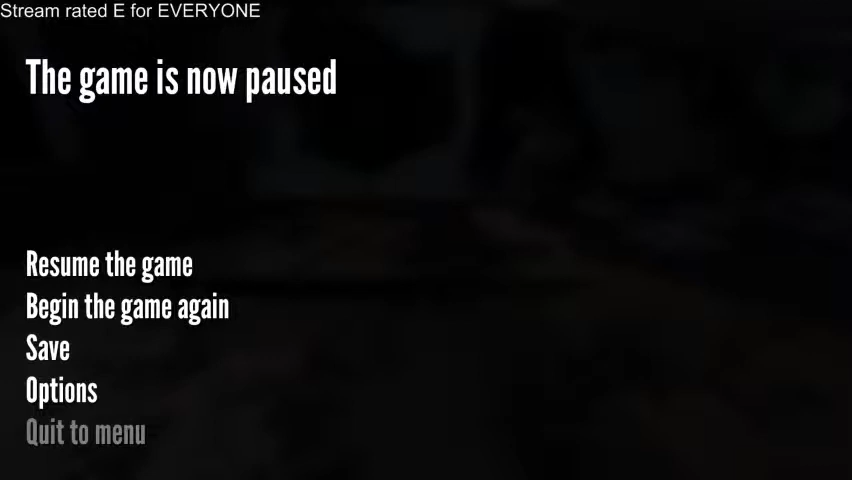 Stream rated E for EVERYONE
The game is now paused
Resume the game
Begin the game again
Save
Options
Quit to menu